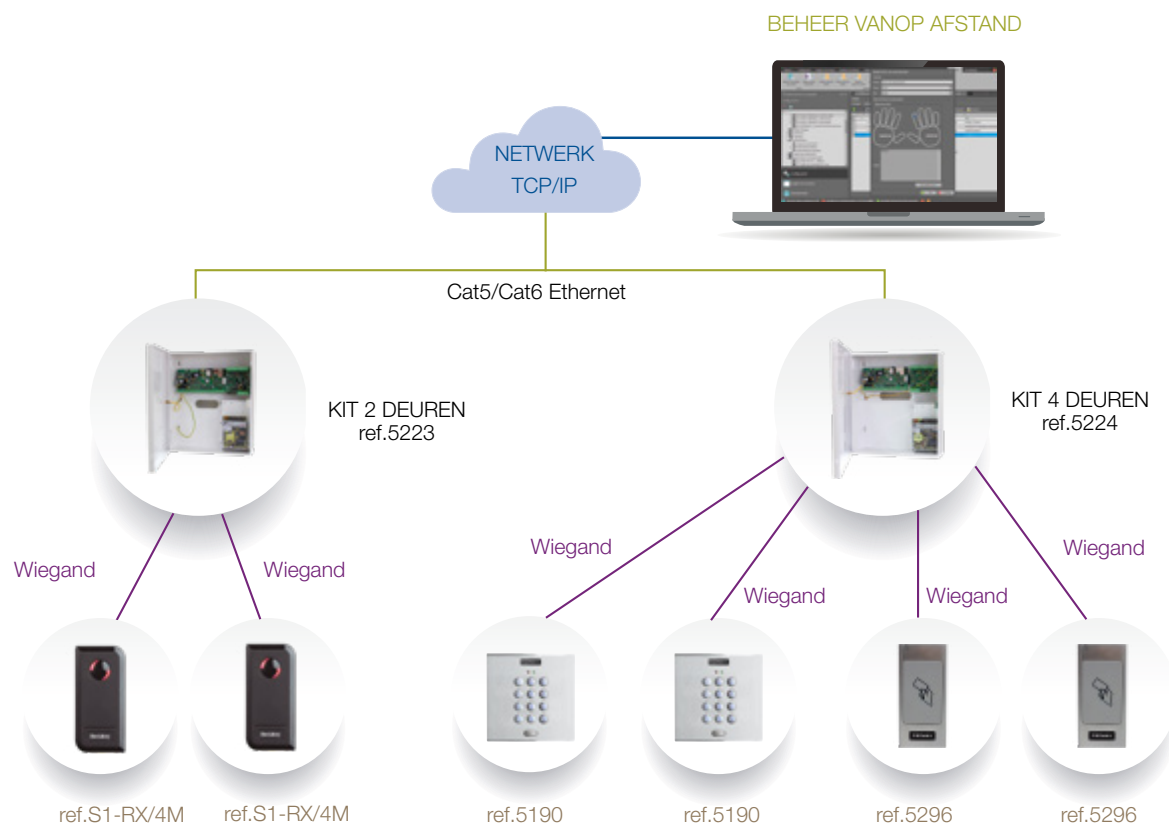 BEHEER VANOP AFSTAND
NETWERK
TCP/IP
Cat5/Cat6 Ethernet
KIT 2 DEUREN
ref.5223
KIT 4 DEUREN
ref.5224
Wiegand
Wiegand
Wiegand
Wiegand
Wiegand
Wiegand
ref.S1-RX/4M
ref.S1-RX/4M
ref.5190
ref.5190
ref.5296
ref.5296